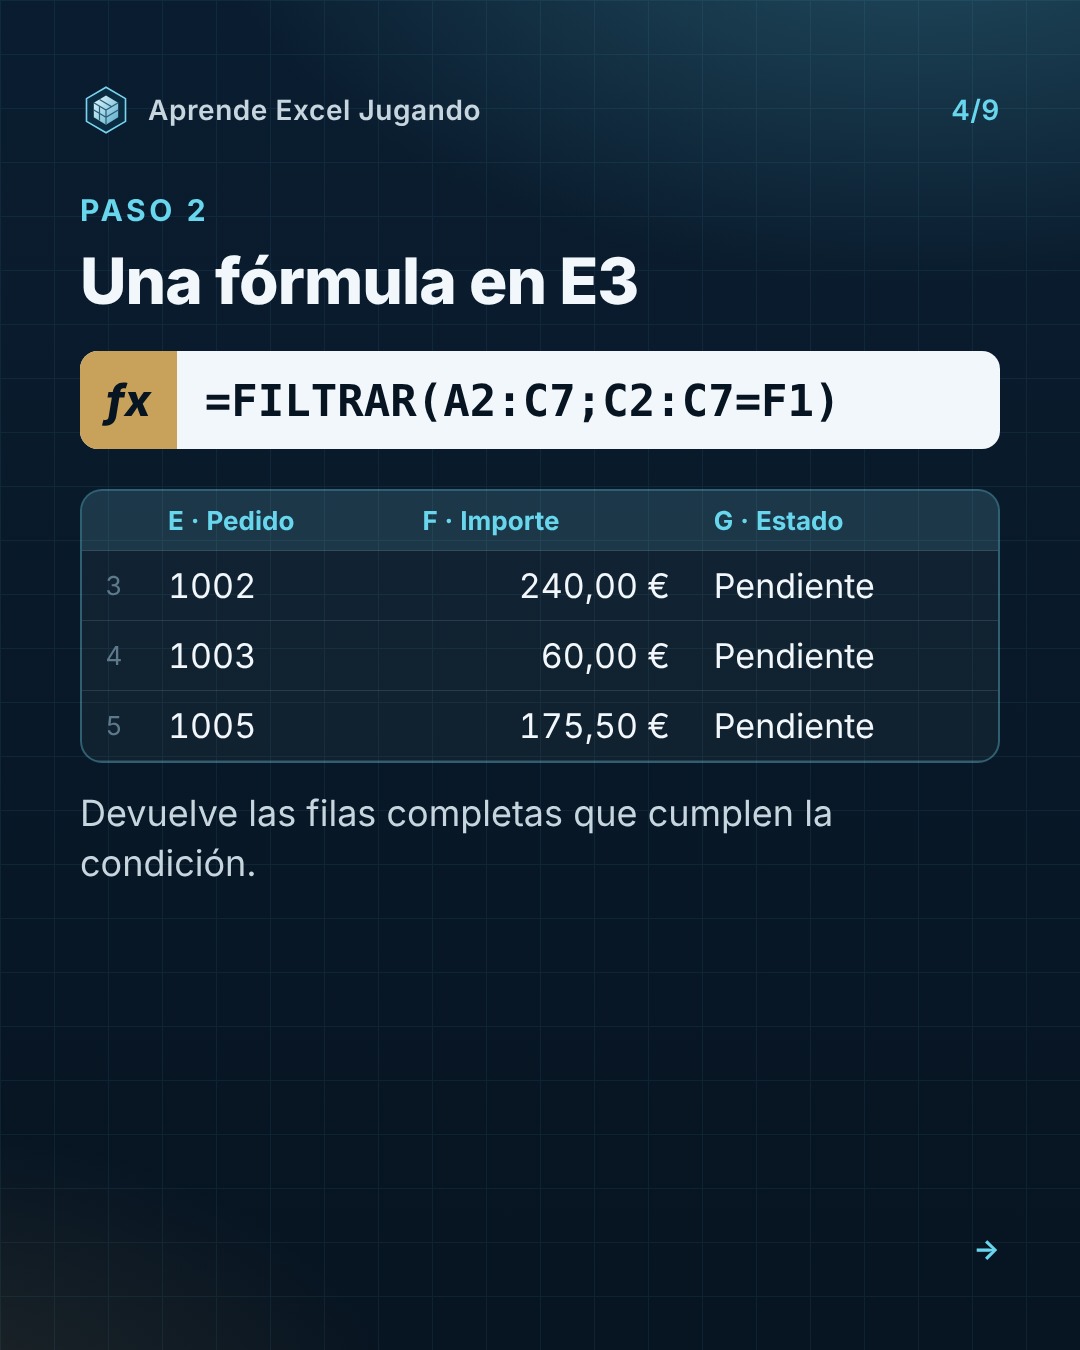 Aprende Excel Jugando
4/9
PASO 2
Una fórmula en E3
fx =FILTRAR(A2:C7;C2:C7=F1)
E · Pedido F · Importe G · Estado
3 1002 240,00 € Pendiente
4 1003 60,00 € Pendiente
5 1005 175,50 € Pendiente
Devuelve las filas completas que cumplen la
condición.
→